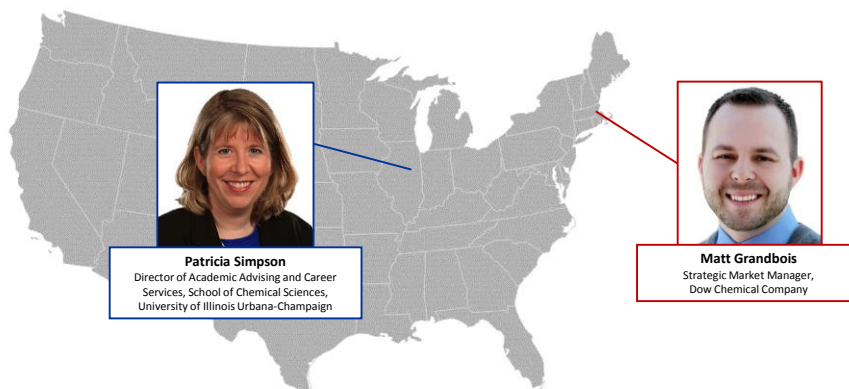 Patricia Simpson
Director of Academic Advising and Career
Services, School of Chemical Sciences,
University of Illinois Urbana-Champaign
Matt Grandbois
Strategic Market Manager,
Dow Chemical Company